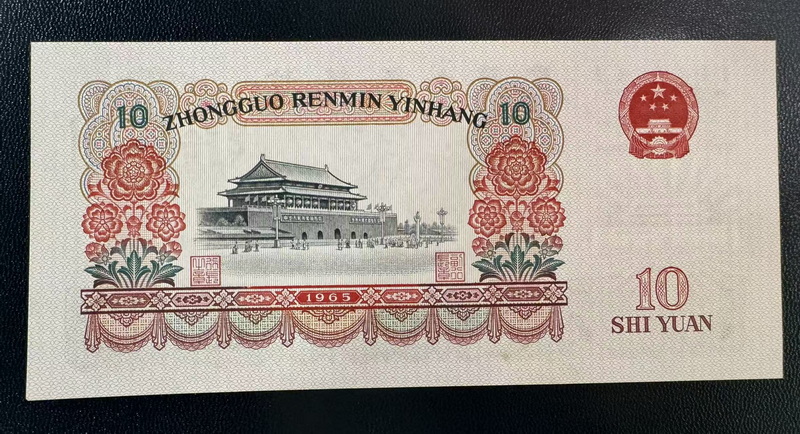 10 ZHONGGUO RENMIN YINHANG 10
1965
10
SHI YUAN